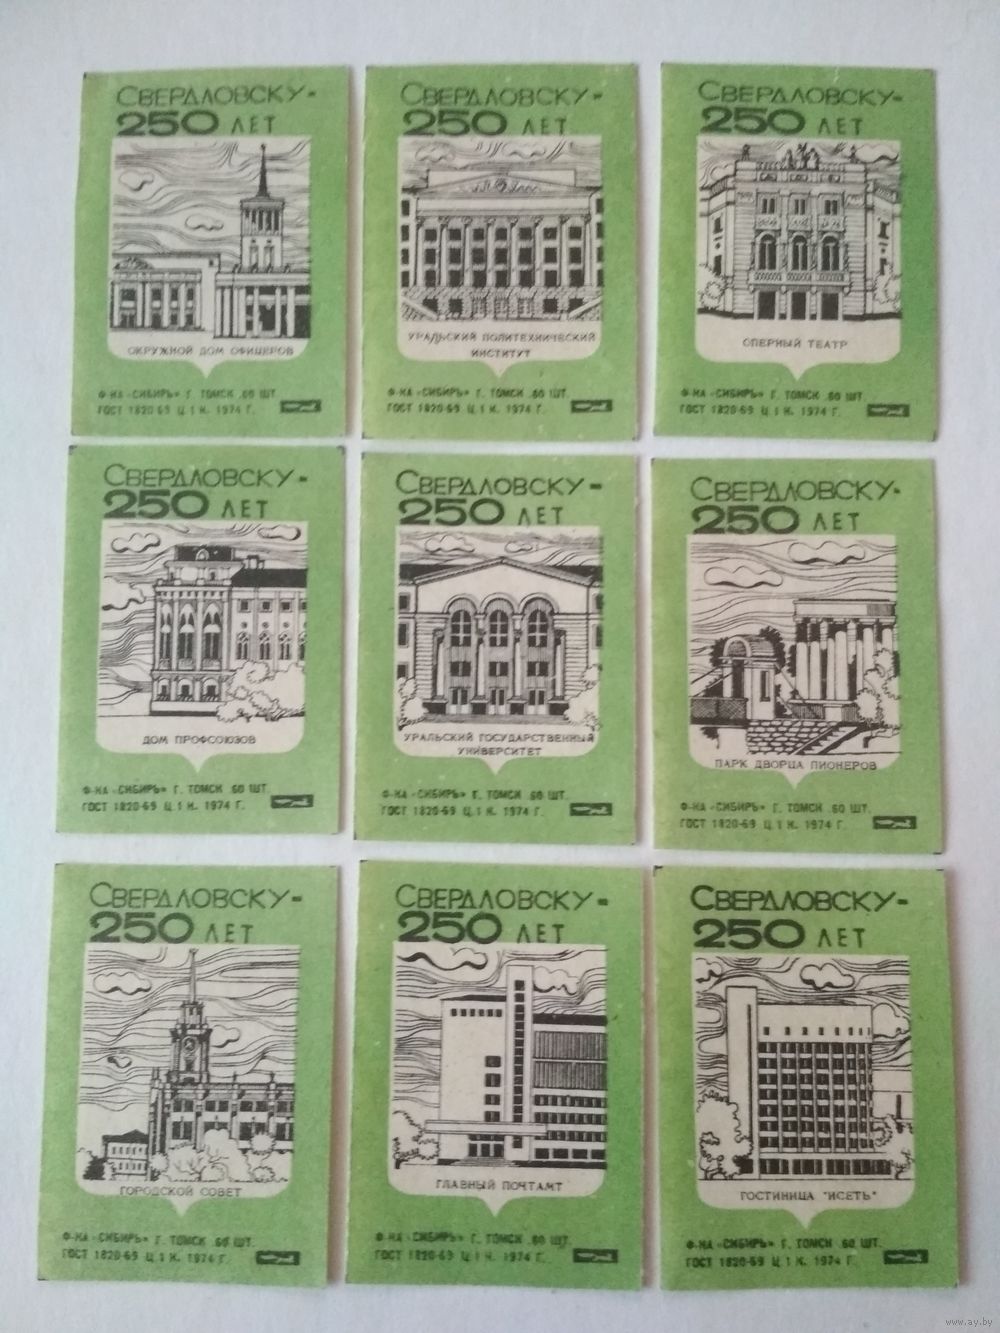 СВЕРДЛОВСКУ-
250 ЛЕТ
ОКРУЖНОЙ ДОМ ОФИЦЕРОВ
Ф-КА «СИБИРЬ» Г. ТОМСК .60 ШТ.
ГОСТ 1820-69 Ц. 1 К. 1974 Г.
СВЕРДЛОВСКУ-
250 ЛЕТ
УРАЛЬСКИЙ ПОЛИТЕХНИЧЕСКИЙ
ИНСТИТУТ
Ф-КА «СИБИРЬ» Г. ТОМСК .60 ШТ.
ГОСТ 1820-69 Ц. 1 К. 1974 Г.
СВЕРДЛОВСКУ-
250 ЛЕТ
ОПЕРНЫЙ ТЕАТР
Ф-КА «СИБИРЬ» Г. ТОМСК .60 ШТ.
ГОСТ 1820-69 Ц. 1 К. 1974 Г.
СВЕРДЛОВСКУ-
250 ЛЕТ
ДОМ ПРОФСОЮЗОВ
Ф-КА «СИБИРЬ» Г. ТОМСК .60 ШТ.
ГОСТ 1820-69 Ц. 1 К. 1974 Г.
СВЕРДЛОВСКУ-
250 ЛЕТ
УРАЛЬСКИЙ ГОСУДАРСТВЕННЫЙ
УНИВЕРСИТЕТ
Ф-КА «СИБИРЬ» Г. ТОМСК .60 ШТ.
ГОСТ 1820-69 Ц. 1 К. 1974 Г.
СВЕРДЛОВСКУ-
250 ЛЕТ
ПАРК ДВОРЦА ПИОНЕРОВ
Ф-КА «СИБИРЬ» Г. ТОМСК .60 ШТ.
ГОСТ 1820-69 Ц. 1 К. 1974 Г.
СВЕРДЛОВСКУ-
250 ЛЕТ
ГОРОДСКОЙ СОВЕТ
Ф-КА «СИБИРЬ» Г. ТОМСК .60 ШТ.
ГОСТ 1820-69 Ц. 1 К. 1974 Г.
СВЕРДЛОВСКУ-
250 ЛЕТ
ГЛАВНЫЙ ПОЧТАМТ
Ф-КА «СИБИРЬ» Г. ТОМСК .60 ШТ.
ГОСТ 1820-69 Ц. 1 К. 1974 Г.
СВЕРДЛОВСКУ-
250 ЛЕТ
ГОСТИНИЦА "ИСЕТЬ"
Ф-КА «СИБИРЬ» Г. ТОМСК .60 ШТ.
ГОСТ 1820-69 Ц. 1 К. 1974 Г.
www.ay.by